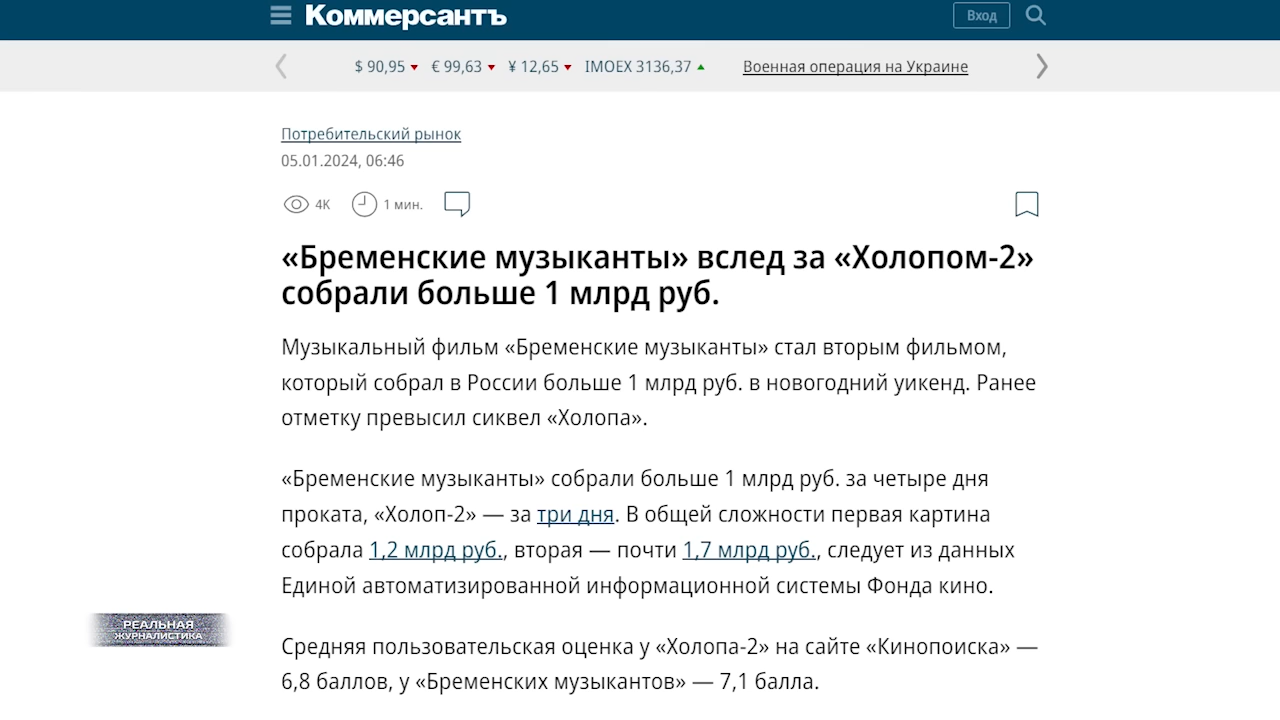 Коммерсантъ
Вход
$ 90,95 € 99,63 ¥ 12,65 IMOEX 3136,37 Военная операция на Украине
Потребительский рынок
05.01.2024, 06:46
4K 1 мин.
«Бременские музыканты» вслед за «Холопом-2»
собрали больше 1 млрд руб.
Музыкальный фильм «Бременские музыканты» стал вторым фильмом,
который собрал в России больше 1 млрд руб. в новогодний уикенд. Ранее
отметку превысил сиквел «Холопа».
«Бременские музыканты» собрали больше 1 млрд руб. за четыре дня
проката, «Холоп-2» — за три дня. В общей сложности первая картина
собрала 1,2 млрд руб., вторая — почти 1,7 млрд руб., следует из данных
Единой автоматизированной информационной системы Фонда кино.
РЕАЛЬНАЯ
ЖУРНАЛИСТИКА
Средняя пользовательская оценка у «Холопа-2» на сайте «Кинопоиска» —
6,8 баллов, у «Бременских музыкантов» — 7,1 балла.